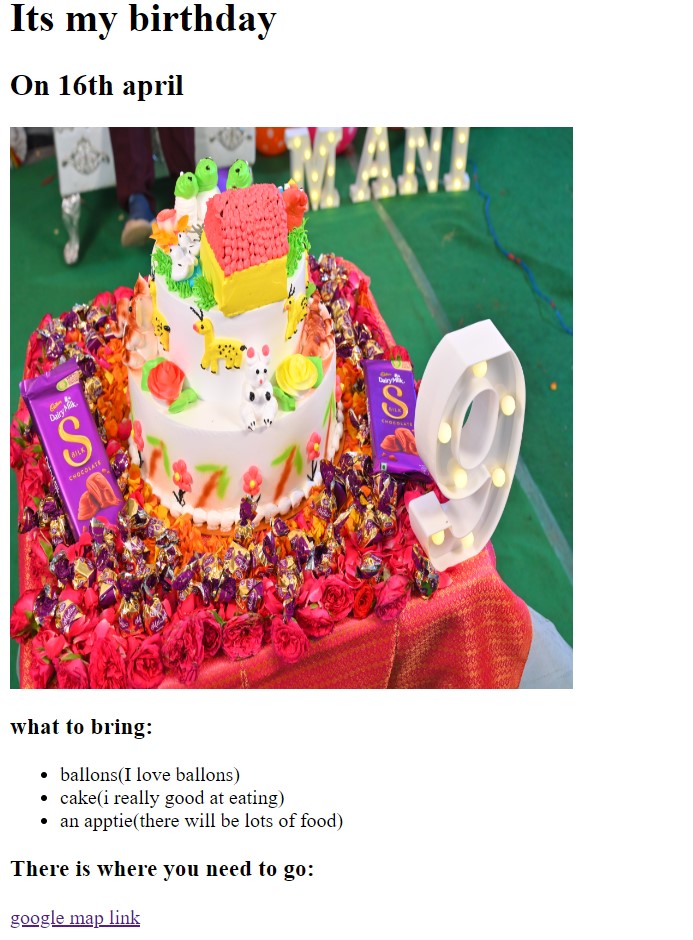 Its my birthday
On 16th april
MANI
Cadbury
Dairy Milk
SILK
CHOCOLATE
Cadbury
Dairy Milk
SILK
CHOCOLATE
9
what to bring:
ballons(I love ballons)
cake(i really good at eating)
an apptie(there will be lots of food)
There is where you need to go:
google map link